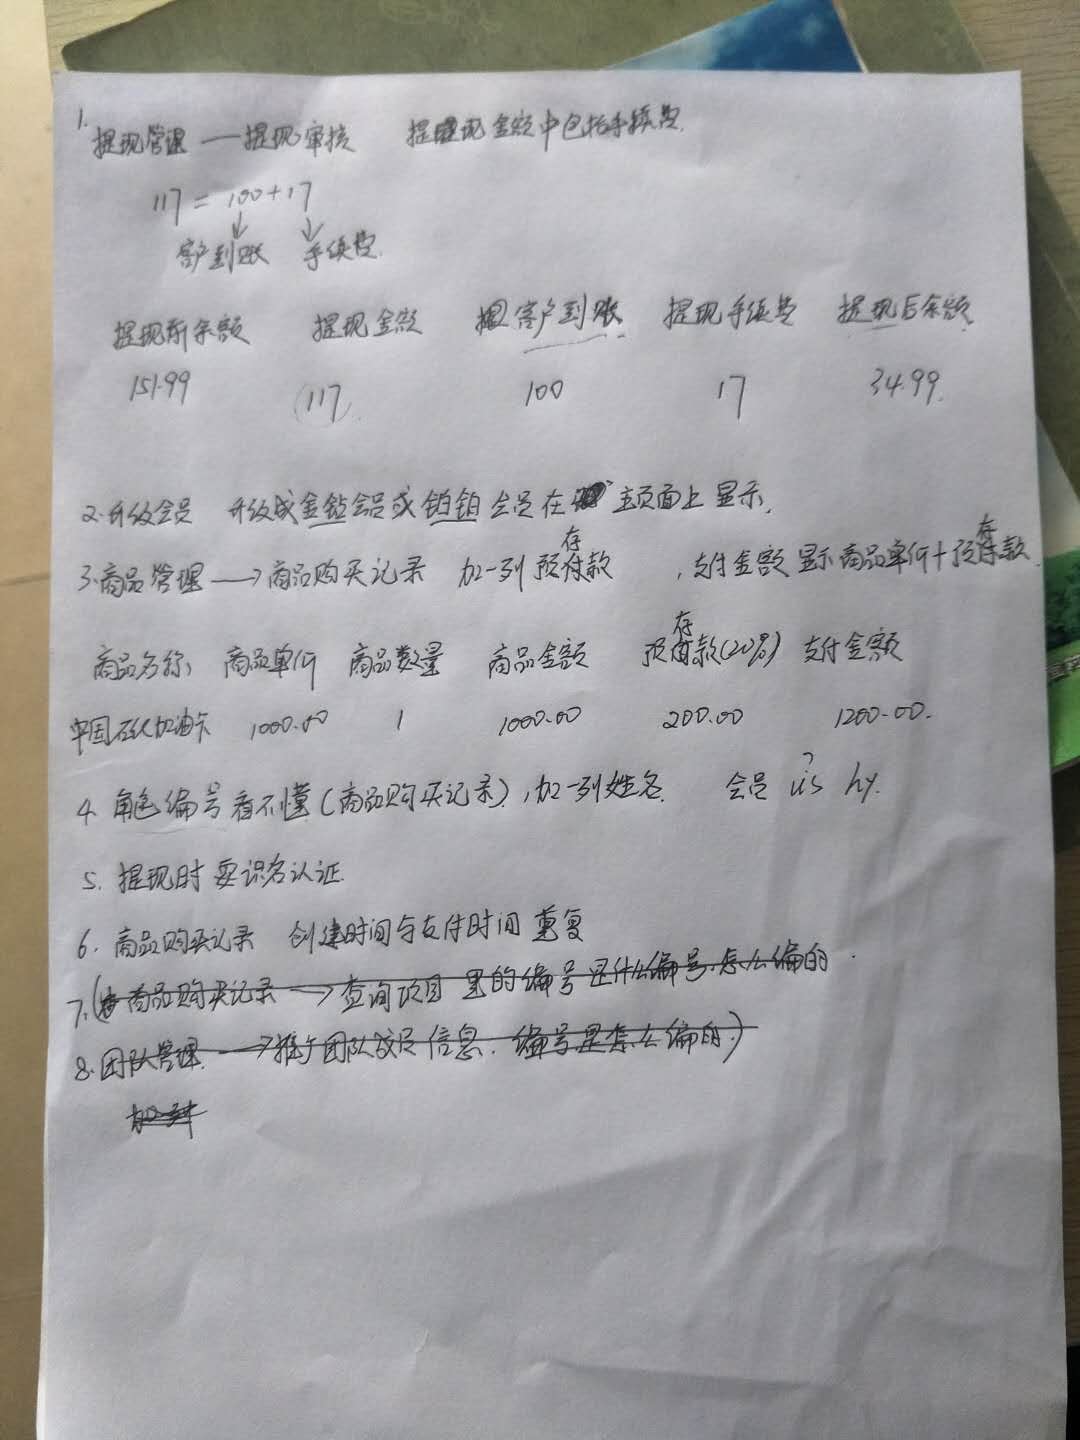 1. 提现管理 —— 提现审核 提现金额中包括手续费.
117 = 100 + 17
↓ ↓
客户到账 手续费.
提现前余额 提现金额 客户到账 提现手续费 提现后余额
151.99 (117) 100 17 34.99.
2. 升级会员 升级成金钻会员或铂铂会员在 主页面上显示.
3. 商品管理 → 商品购买记录 加一列预存款 , 支付金额显示商品单价+预存款.
商品名称 商品单价 商品数量 商品金额 预存款(20%) 支付金额
中国石化加油卡 1000.00 1 1000.00 200.00 1200.00.
4. 角色编号看不懂(商品购买记录), 加一列姓名. 会员 hy.
5. 提现时要识名认证.
6. 商品购买记录 创建时间与支付时间 重复
7. (商品购买记录 → 查询项目里的编号是什么编号. 怎么编的.
8. 团队管理. → 推广团队成员信息. 编号是怎么编的.)